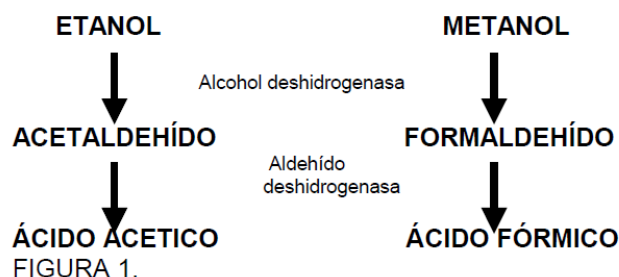 ETANOL METANOL
Alcohol deshidrogenasa
ACETALDEHÍDO FORMALDEHÍDO
Aldehído
deshidrogenasa
ÁCIDO ACETICO ÁCIDO FÓRMICO
FIGURA 1.